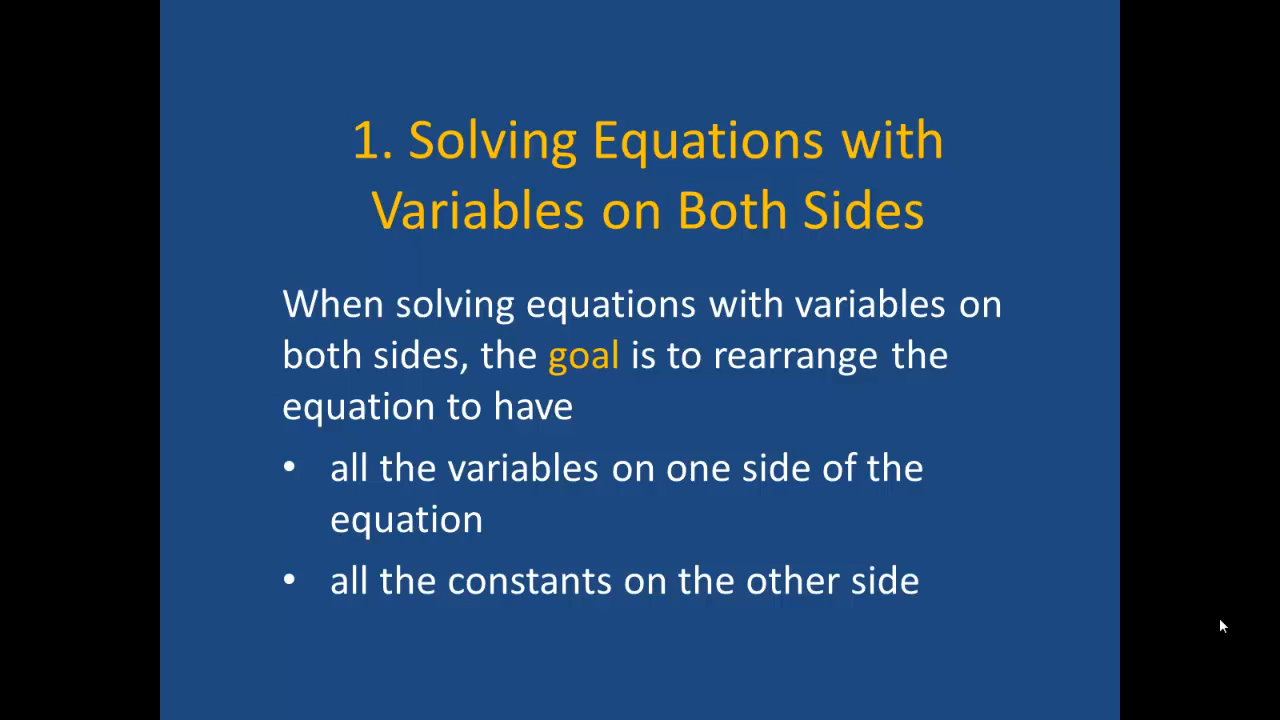 1. Solving Equations with
Variables on Both Sides
When solving equations with variables on
both sides, the goal is to rearrange the
equation to have
• all the variables on one side of the
equation
• all the constants on the other side